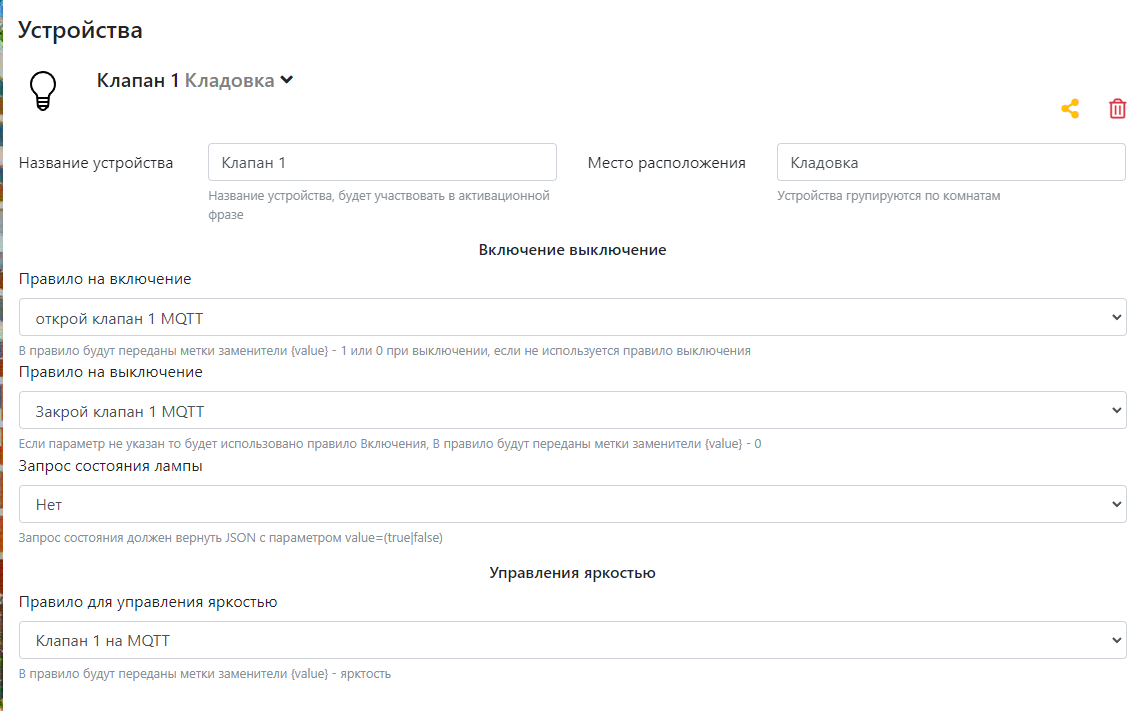 Устройства
Клапан 1 Кладовка
Название устройства
Клапан 1
Место расположения
Кладовка
Название устройства, будет участвовать в активационной
фразе
Устройства групируются по комнатам
Включение выключение
Правило на включение
открой клапан 1 MQTT
В правило будут переданы метки заменители {value} - 1 или 0 при выключении, если не используется правило выключения
Правило на выключение
Закрой клапан 1 MQTT
Если параметр не указан то будет использовано правило Включения, В правило будут переданы метки заменители {value} - 0
Запрос состояния лампы
Нет
Запрос состояния должен вернуть JSON с параметром value=(true|false)
Управления яркостью
Правило для управления яркостью
Клапан 1 на MQTT
В правило будут переданы метки заменители {value} - ярктость